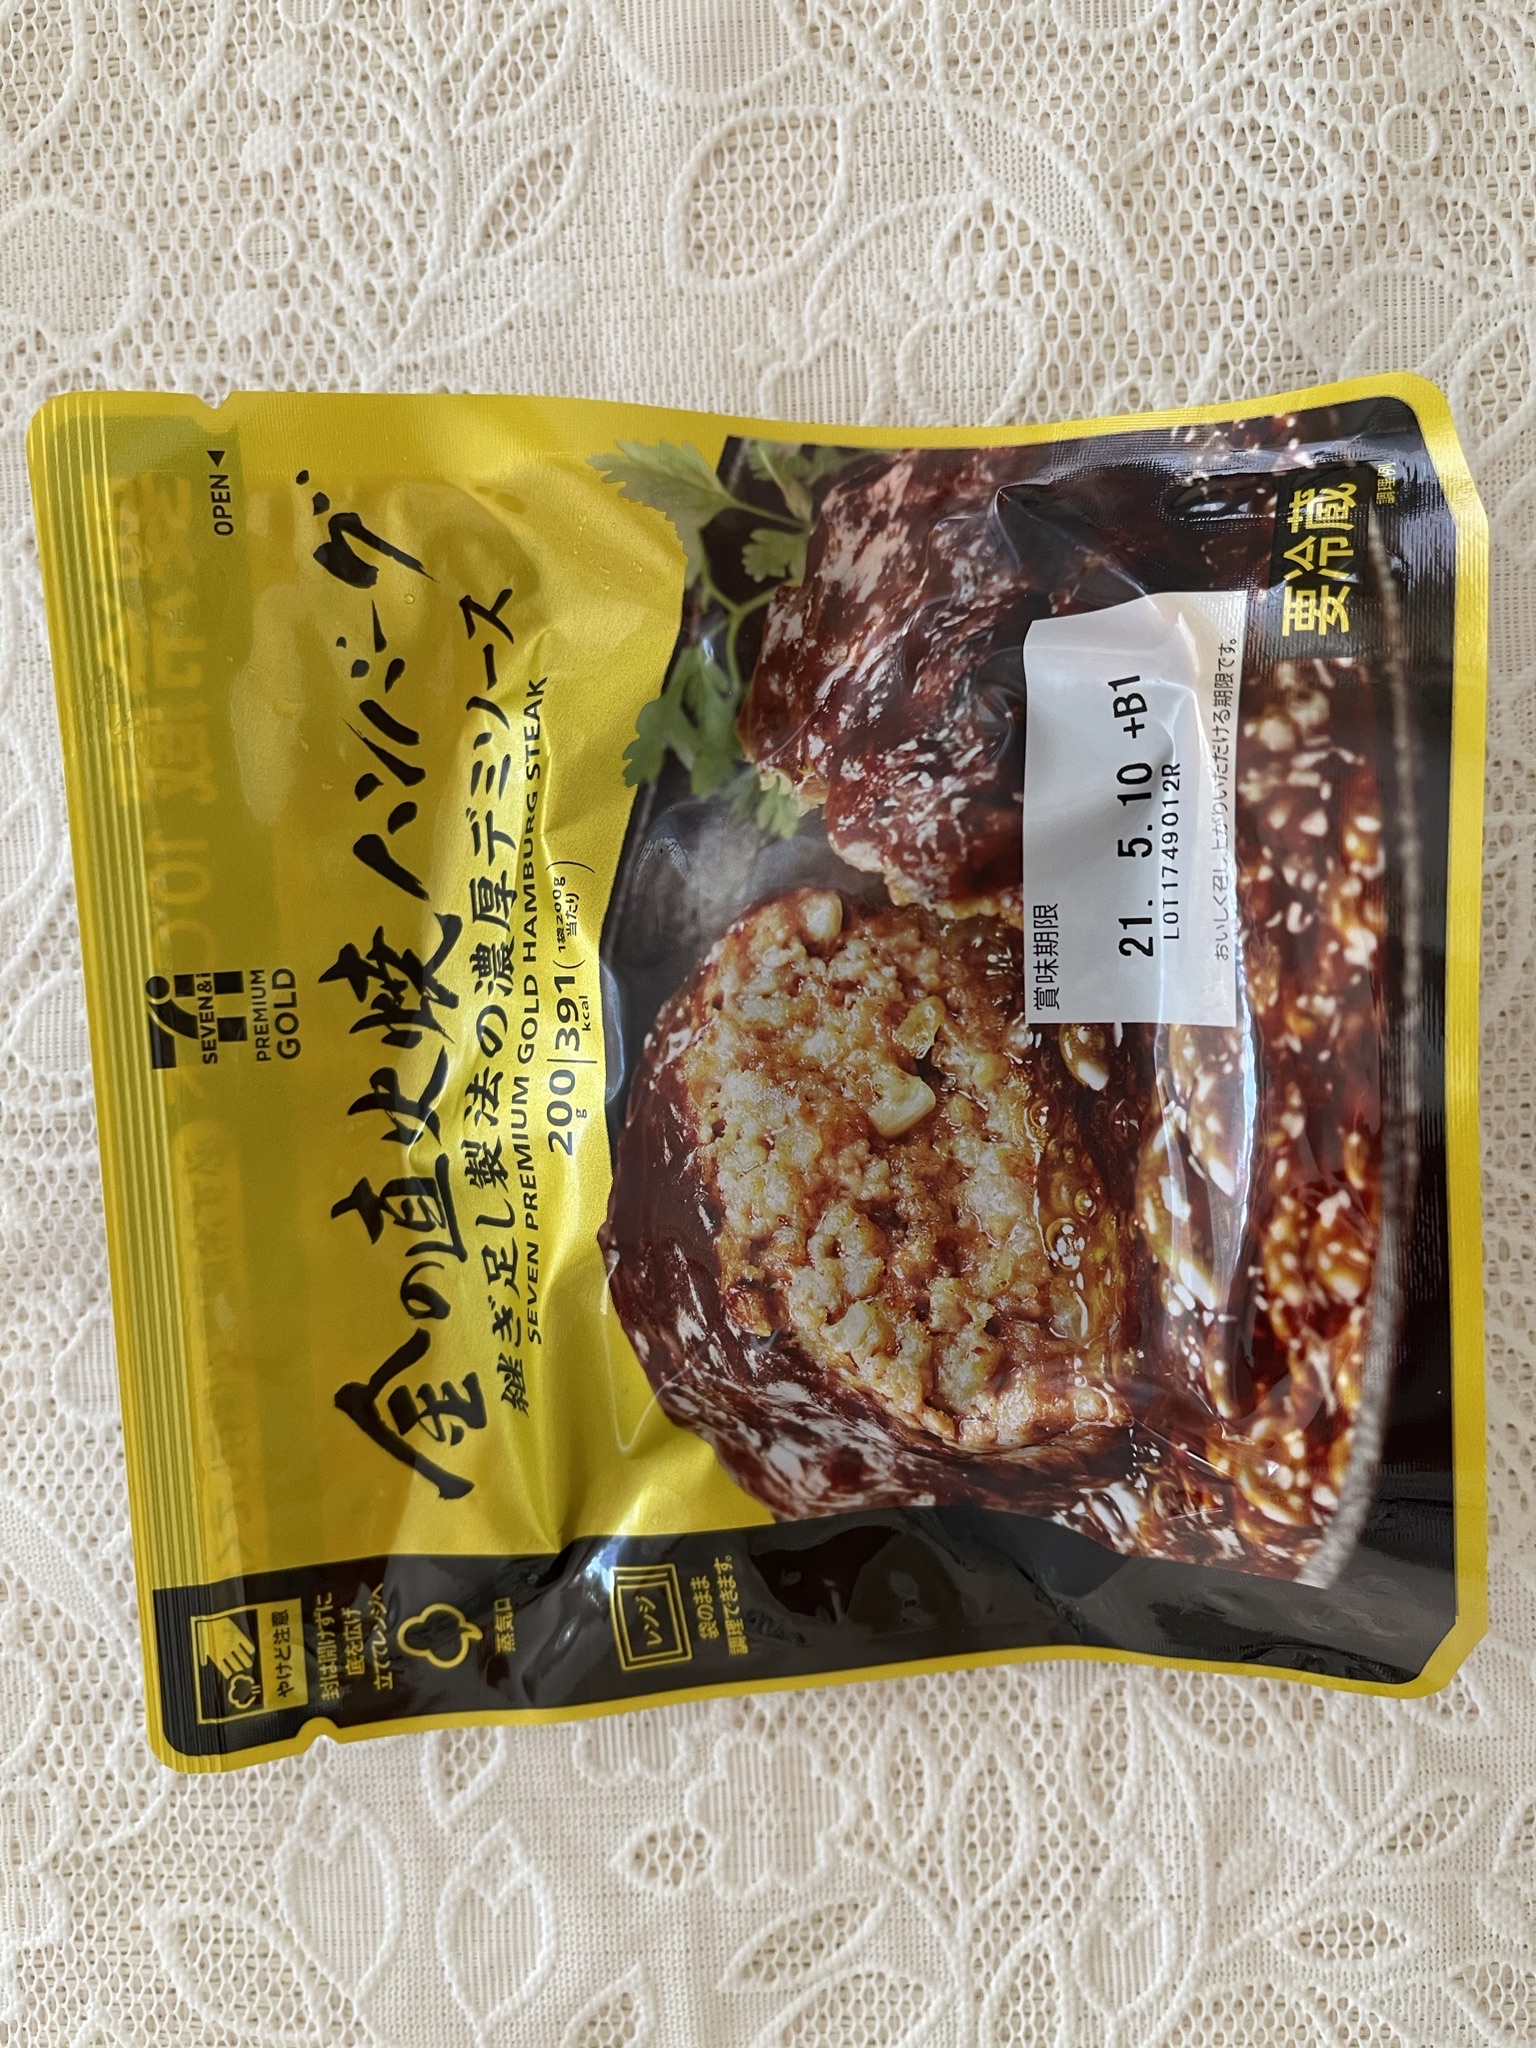 OPEN
SEVEN&i
PREMIUM
GOLD
金の直火焼ハンバーグ
継ぎ足し製法の濃厚デミソース
SEVEN PREMIUM GOLD HAMBURG STEAK
200g 391kcal (1袋200g当たり)
やけど注意
封は開けずに
底を広げ
立ててレンジへ
蒸気口
レンジ
袋のまま
調理できます。
賞味期限
21. 5. 10 +B1
LOT1749012R
おいしく召し上がりいただける期限です。
要冷蔵
調理例